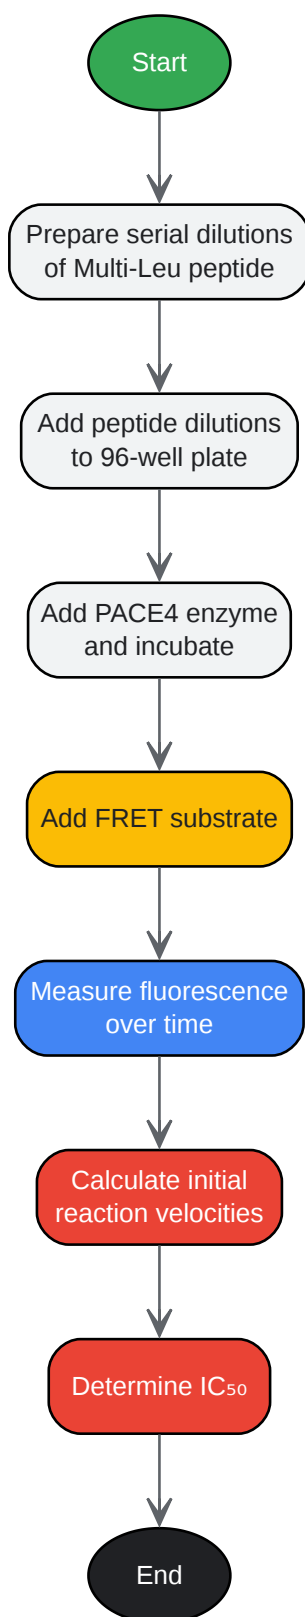 Start
Prepare serial dilutions
of Multi-Leu peptide
Add peptide dilutions
to 96-well plate
Add PACE4 enzyme
and incubate
Add FRET substrate
Measure fluorescence
over time
Calculate initial
reaction velocities
Determine IC₅₀
End